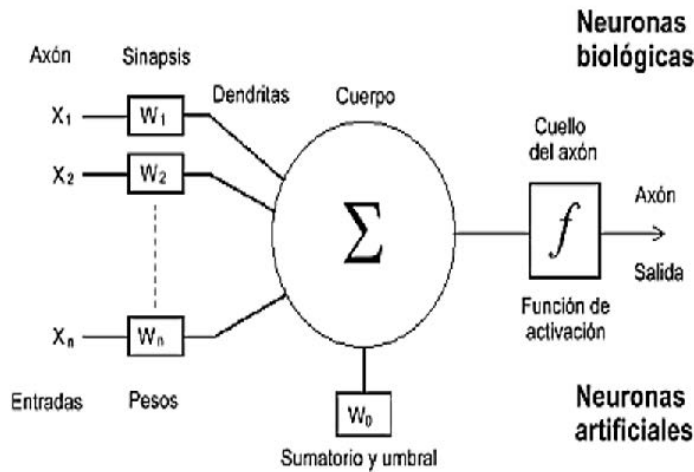 Neuronas
biológicas
Axón
Sinapsis
Dendritas
Cuerpo
Cuello
del axón
X1
W1
X2
W2
Σ
f
Axón
Salida
Xn
Wn
Función de
activación
Entradas
Pesos
W0
Sumatorio y umbral
Neuronas
artificiales